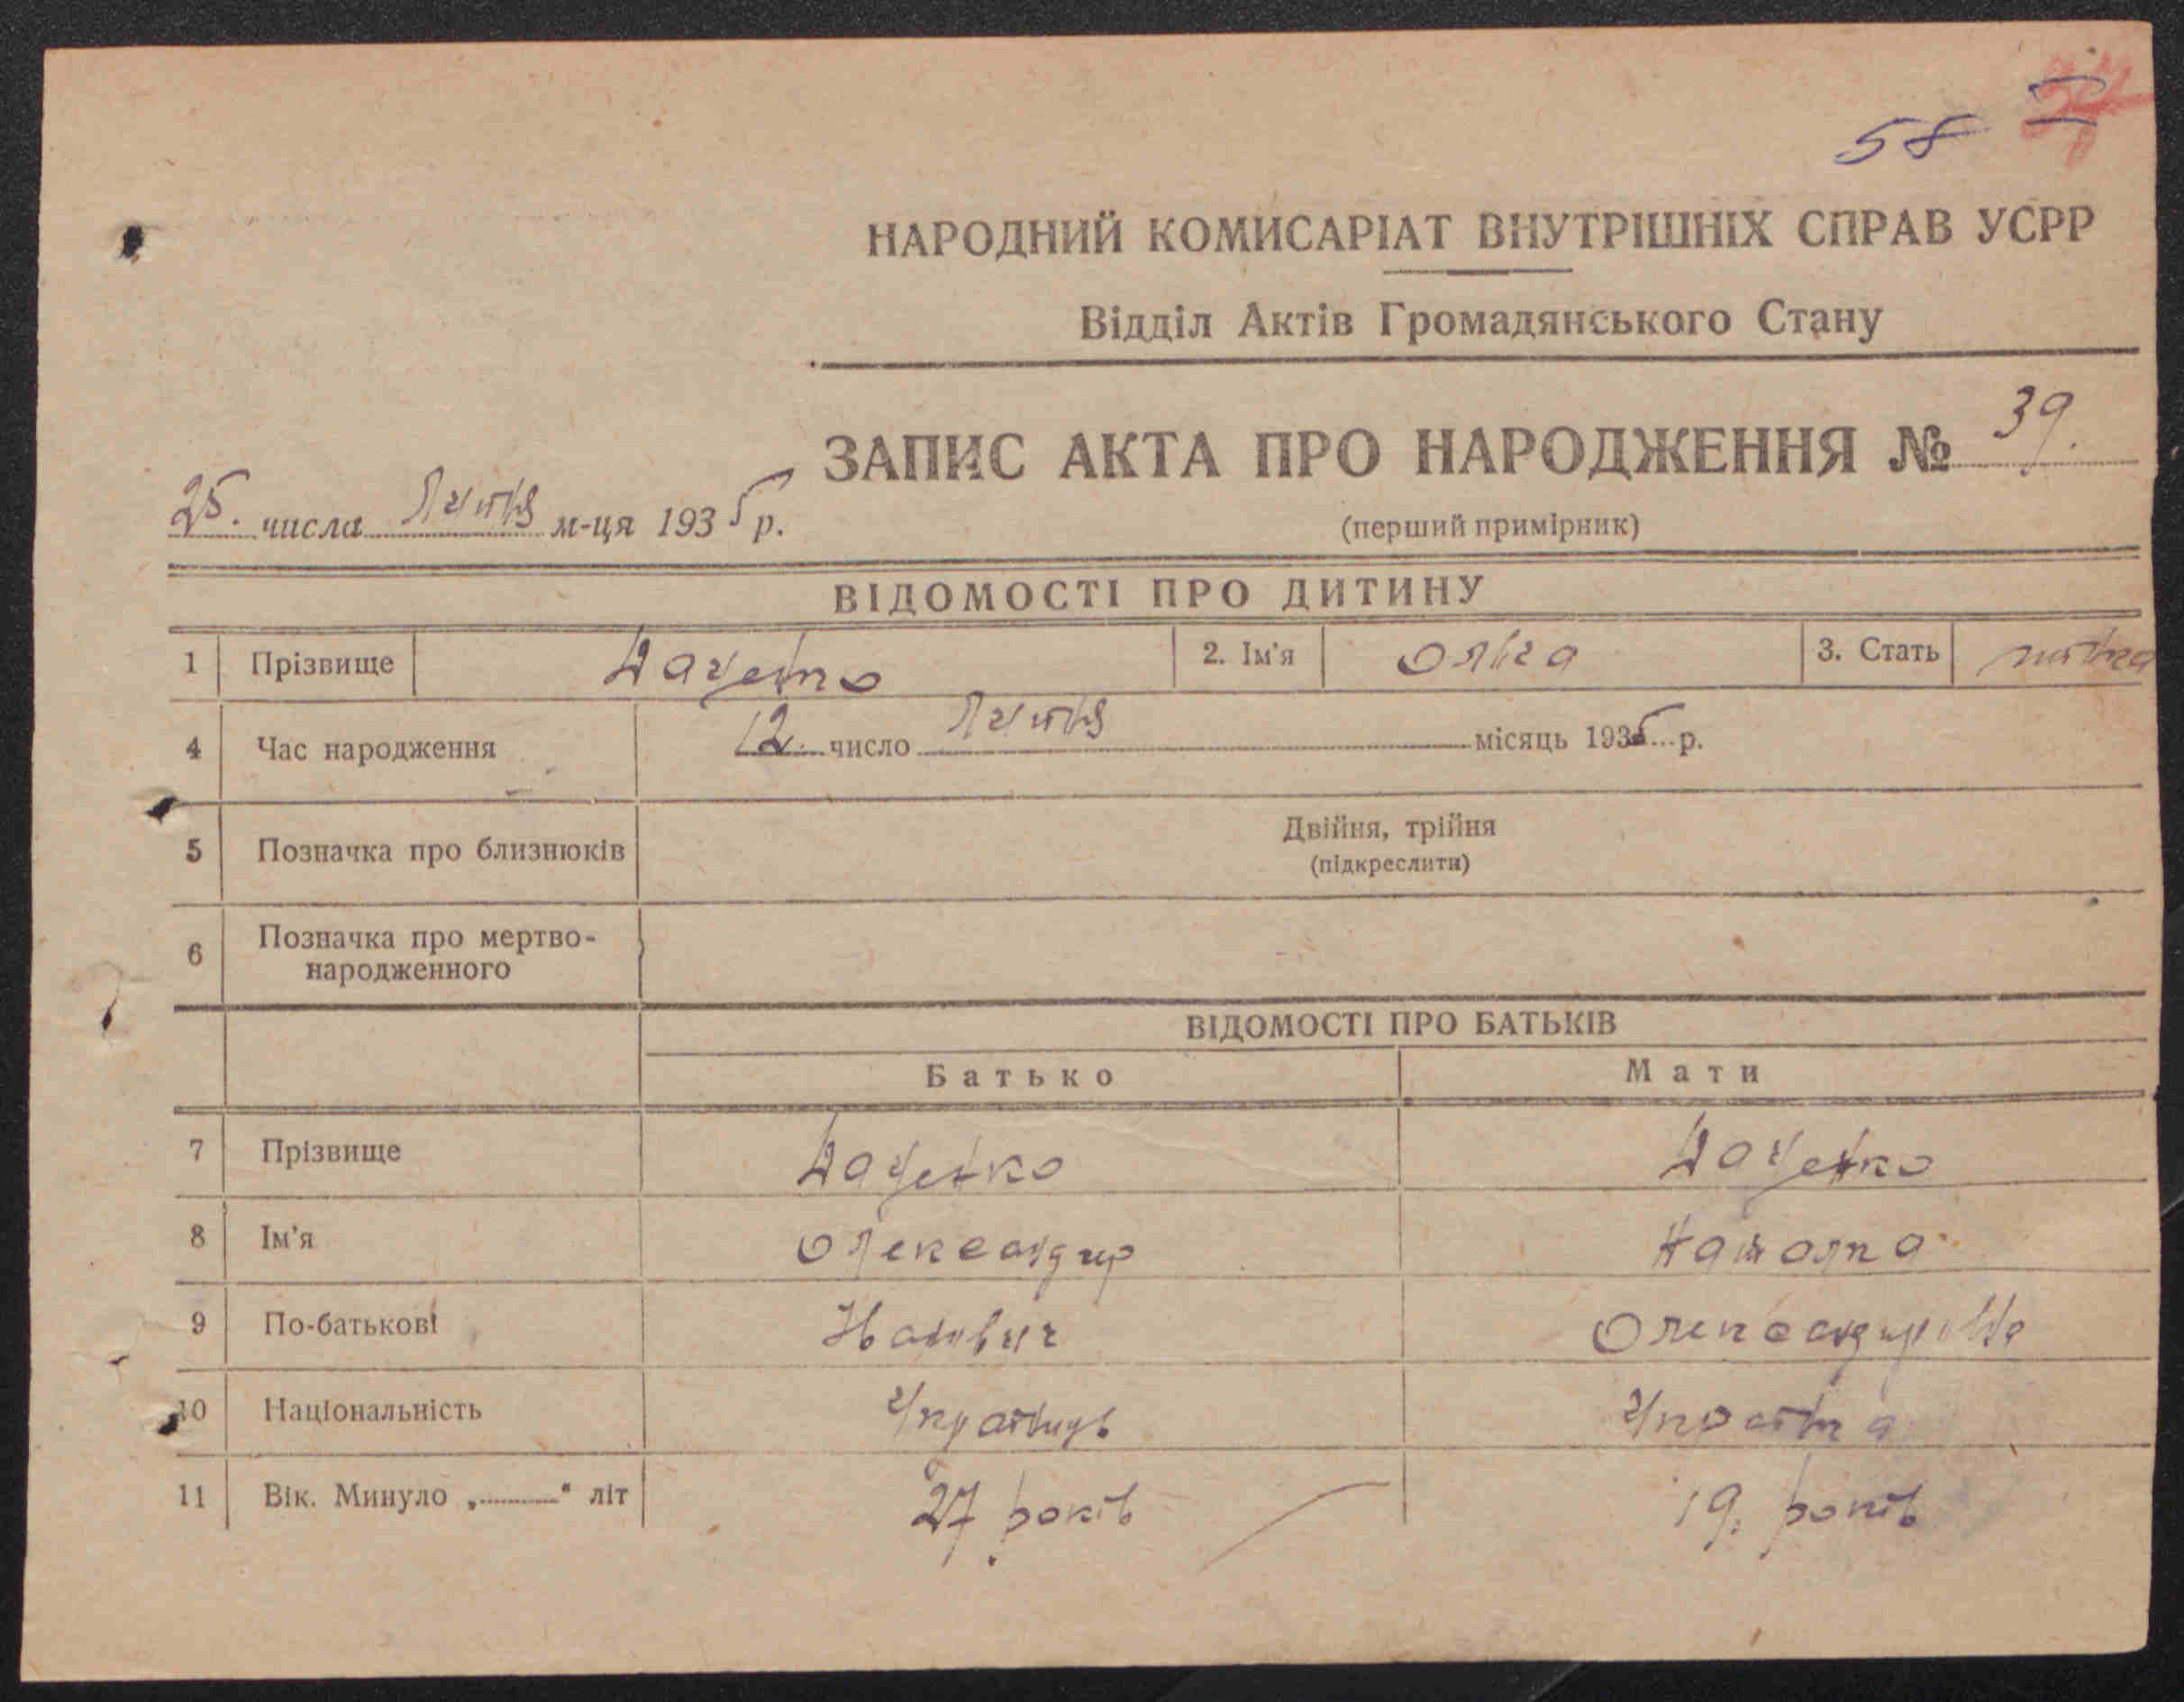 58
НАРОДНИЙ КОМИСАРІАТ ВНУТРІШНІХ СПРАВ УСРР
Відділ Актів Громадянського Стану
ЗАПИС АКТА ПРО НАРОДЖЕННЯ № 39.
25. числа Липня м-ця 1935 р.
(перший примірник)
ВІДОМОСТІ ПРО ДИТИНУ
1 Прізвище Даценко 2. Ім'я Ольга 3. Стать
4 Час народження 12. число Липня місяць 1935 р.
5 Позначка про близнюків Двійня, трійня
(підкреслити)
6 Позначка про мертво-
народженного
ВІДОМОСТІ ПРО БАТЬКІВ
Батько Мати
7 Прізвище Даценко Даценко
8 Ім'я Олександр Наталка
9 По-батькові
10 Національність Українець Українка
11 Вік. Минуло „ “ літ 27 років 19. років